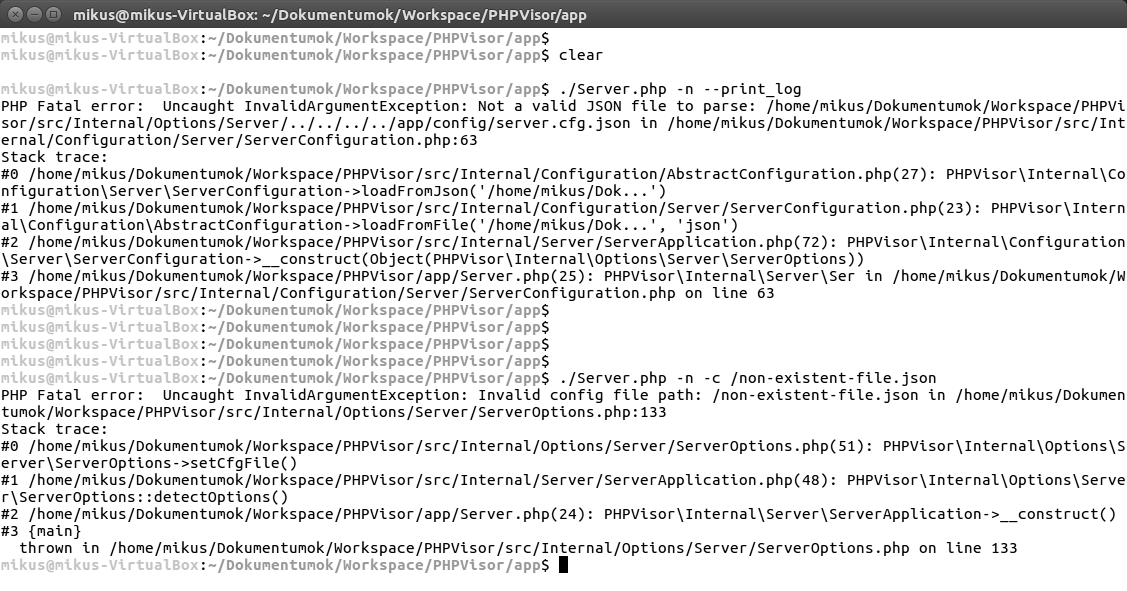 mikus@mikus-VirtualBox: ~/Dokumentumok/Workspace/PHPVisor/app
mikus@mikus-VirtualBox:~/Dokumentumok/Workspace/PHPVisor/app$
mikus@mikus-VirtualBox:~/Dokumentumok/Workspace/PHPVisor/app$ clear
mikus@mikus-VirtualBox:~/Dokumentumok/Workspace/PHPVisor/app$ ./Server.php -n --print_log
PHP Fatal error:  Uncaught InvalidArgumentException: Not a valid JSON file to parse: /home/mikus/Dokumentumok/Workspace/PHPVi
sor/src/Internal/Options/Server/../../../../app/config/server.cfg.json in /home/mikus/Dokumentumok/Workspace/PHPVisor/src/Int
ernal/Configuration/Server/ServerConfiguration.php:63
Stack trace:
#0 /home/mikus/Dokumentumok/Workspace/PHPVisor/src/Internal/Configuration/AbstractConfiguration.php(27): PHPVisor\Internal\Co
nfiguration\Server\ServerConfiguration->loadFromJson('/home/mikus/Dok...')
#1 /home/mikus/Dokumentumok/Workspace/PHPVisor/src/Internal/Configuration/Server/ServerConfiguration.php(23): PHPVisor\Intern
al\Configuration\AbstractConfiguration->loadFromFile('/home/mikus/Dok...', 'json')
#2 /home/mikus/Dokumentumok/Workspace/PHPVisor/src/Internal/Server/ServerApplication.php(72): PHPVisor\Internal\Configuration
\Server\ServerConfiguration->__construct(Object(PHPVisor\Internal\Options\Server\ServerOptions))
#3 /home/mikus/Dokumentumok/Workspace/PHPVisor/app/Server.php(25): PHPVisor\Internal\Server\Ser in /home/mikus/Dokumentumok/W
orkspace/PHPVisor/src/Internal/Configuration/Server/ServerConfiguration.php on line 63
mikus@mikus-VirtualBox:~/Dokumentumok/Workspace/PHPVisor/app$
mikus@mikus-VirtualBox:~/Dokumentumok/Workspace/PHPVisor/app$
mikus@mikus-VirtualBox:~/Dokumentumok/Workspace/PHPVisor/app$
mikus@mikus-VirtualBox:~/Dokumentumok/Workspace/PHPVisor/app$
mikus@mikus-VirtualBox:~/Dokumentumok/Workspace/PHPVisor/app$ ./Server.php -n -c /non-existent-file.json
PHP Fatal error:  Uncaught InvalidArgumentException: Invalid config file path: /non-existent-file.json in /home/mikus/Dokumen
tumok/Workspace/PHPVisor/src/Internal/Options/Server/ServerOptions.php:133
Stack trace:
#0 /home/mikus/Dokumentumok/Workspace/PHPVisor/src/Internal/Options/Server/ServerOptions.php(51): PHPVisor\Internal\Options\S
erver\ServerOptions->setCfgFile()
#1 /home/mikus/Dokumentumok/Workspace/PHPVisor/src/Internal/Server/ServerApplication.php(48): PHPVisor\Internal\Options\Serve
r\ServerOptions::detectOptions()
#2 /home/mikus/Dokumentumok/Workspace/PHPVisor/app/Server.php(24): PHPVisor\Internal\Server\ServerApplication->__construct()
#3 {main}
  thrown in /home/mikus/Dokumentumok/Workspace/PHPVisor/src/Internal/Options/Server/ServerOptions.php on line 133
mikus@mikus-VirtualBox:~/Dokumentumok/Workspace/PHPVisor/app$